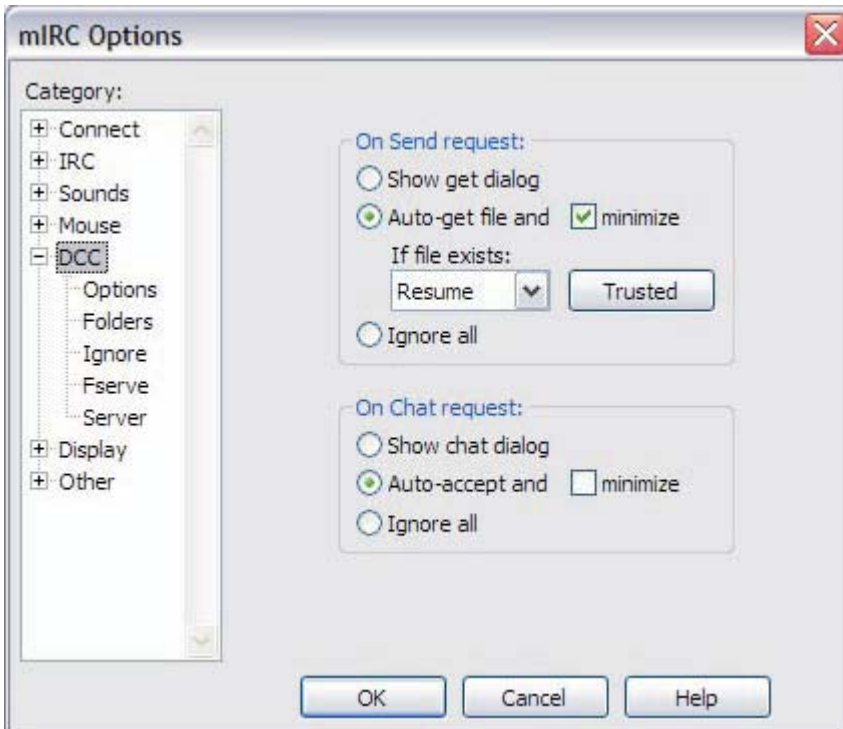 mIRC Options
Category:
Connect
IRC
Sounds
Mouse
DCC
Options
Folders
Ignore
Fserve
Server
Display
Other
On Send request:
Show get dialog
Auto-get file and minimize
If file exists:
Resume Trusted
Ignore all
On Chat request:
Show chat dialog
Auto-accept and minimize
Ignore all
OK Cancel Help